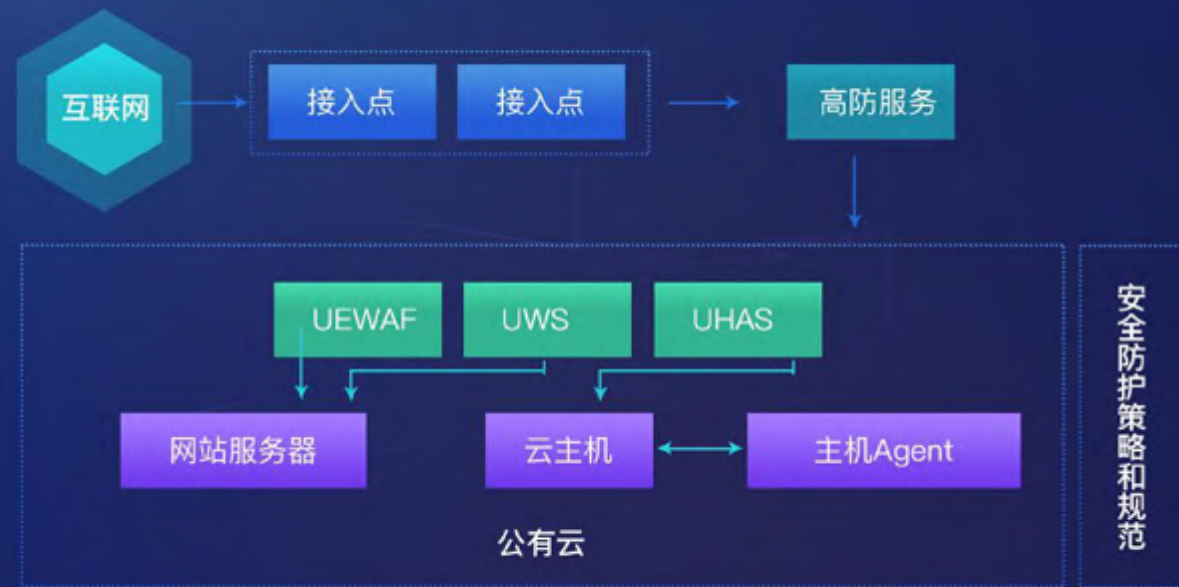 互联网
接入点
接入点
高防服务
UEWAF
UWS
UHAS
网站服务器
云主机
主机Agent
公有云
安全防护策略和规范